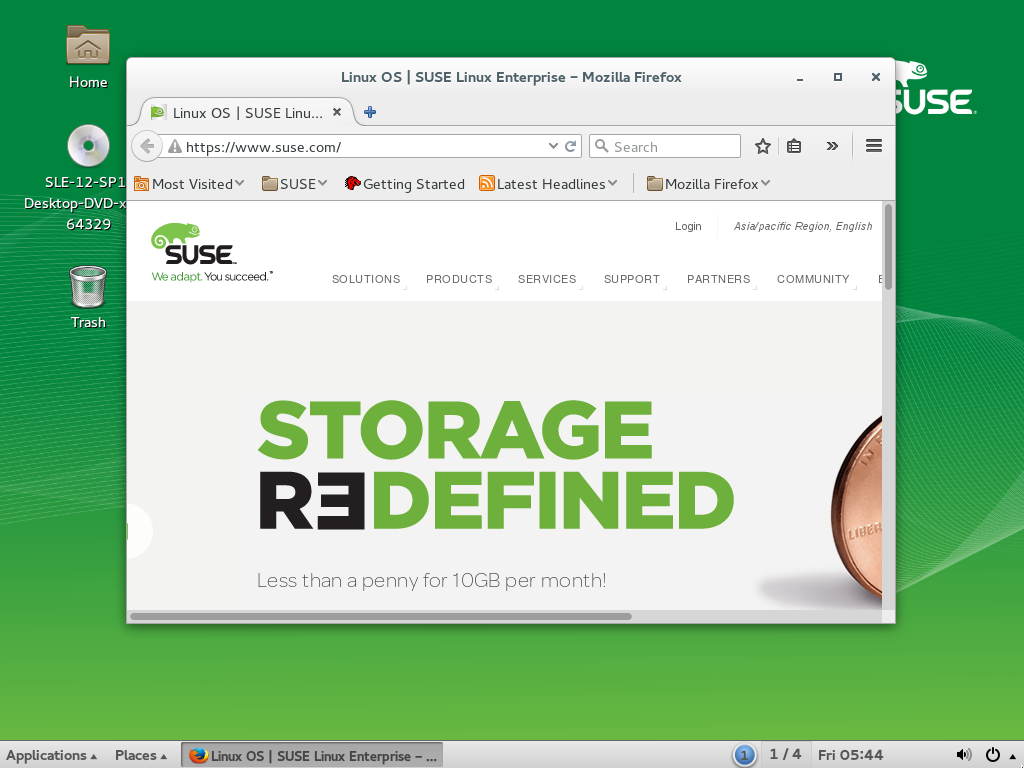 Home
SLE-12-SP1
Desktop-DVD-x
64329
Trash
SUSE
Linux OS | SUSE Linux Enterprise – Mozilla Firefox
Linux OS | SUSE Linu...
https://www.suse.com/
Search
Most Visited
SUSE
Getting Started
Latest Headlines
Mozilla Firefox
Login
Asia/pacific Region, English
SUSE
We adapt. You succeed.™
SOLUTIONS
PRODUCTS
SERVICES
SUPPORT
PARTNERS
COMMUNITY
STORAGE
RƎDEFINED
Less than a penny for 10GB per month!
IN
LIBER
Applications
Places
Linux OS | SUSE Linux Enterprise – ...
1
1 / 4
Fri 05:44